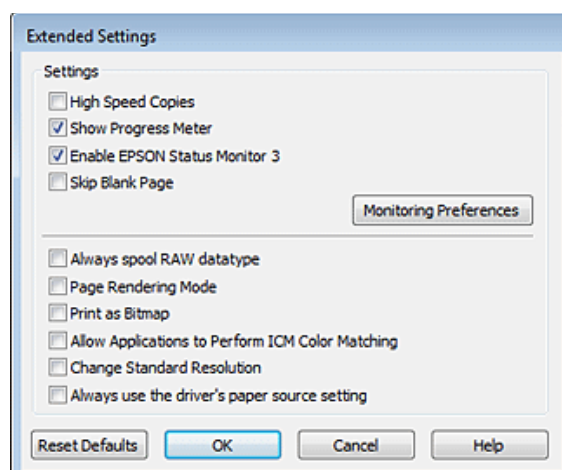 Extended Settings
Settings
High Speed Copies
Show Progress Meter
Enable EPSON Status Monitor 3
Skip Blank Page
Monitoring Preferences
Always spool RAW datatype
Page Rendering Mode
Print as Bitmap
Allow Applications to Perform ICM Color Matching
Change Standard Resolution
Always use the driver's paper source setting
Reset Defaults OK Cancel Help